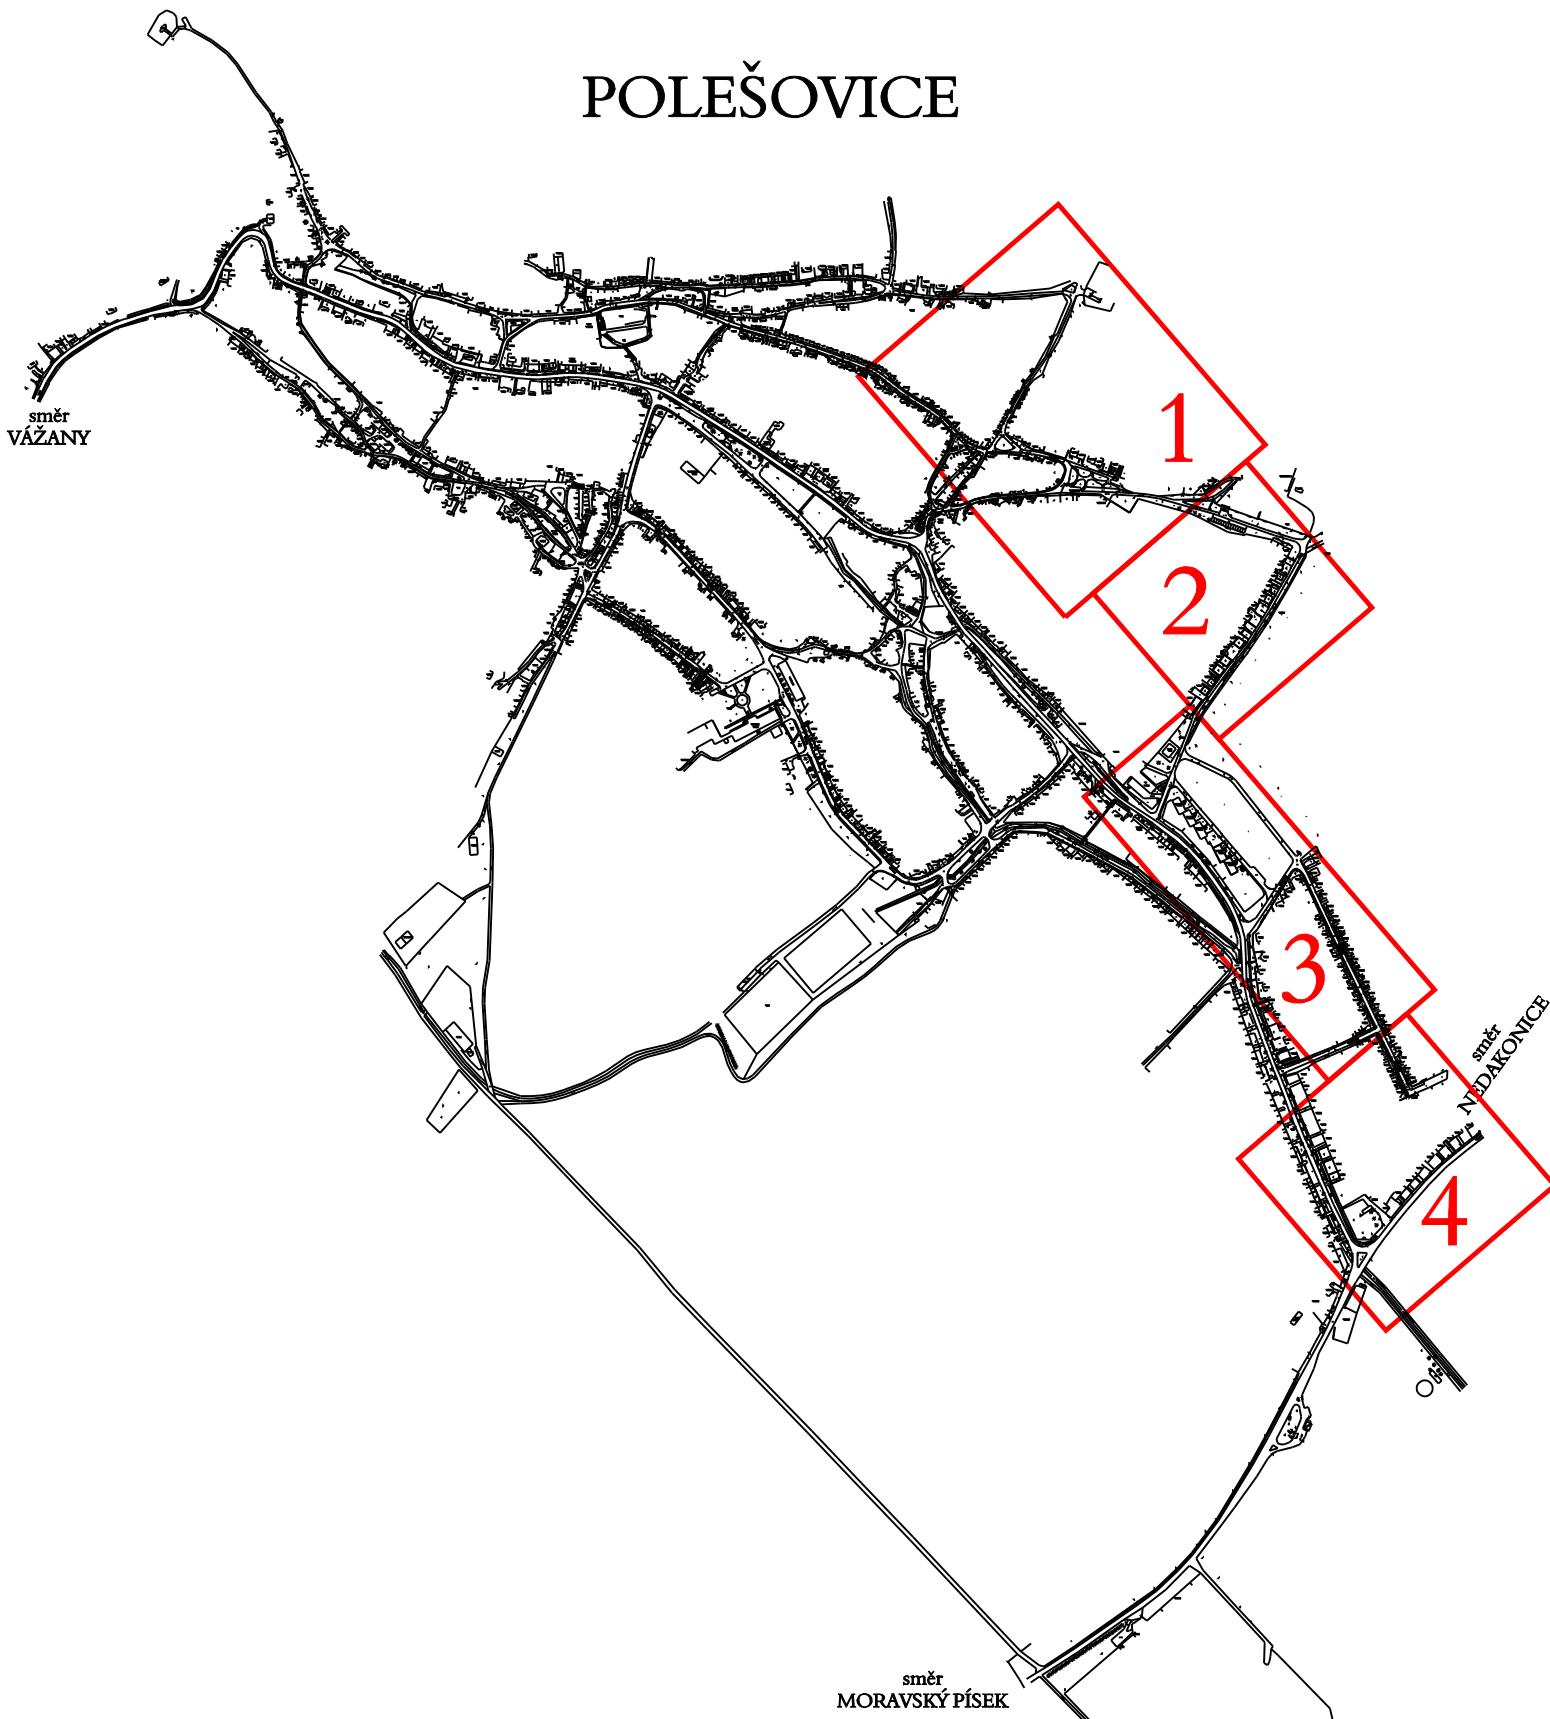 POLEŠOVICE
směr
VÁŽANY
1
2
3
směr
NEDAKONICE
4
směr
MORAVSKÝ PÍSEK